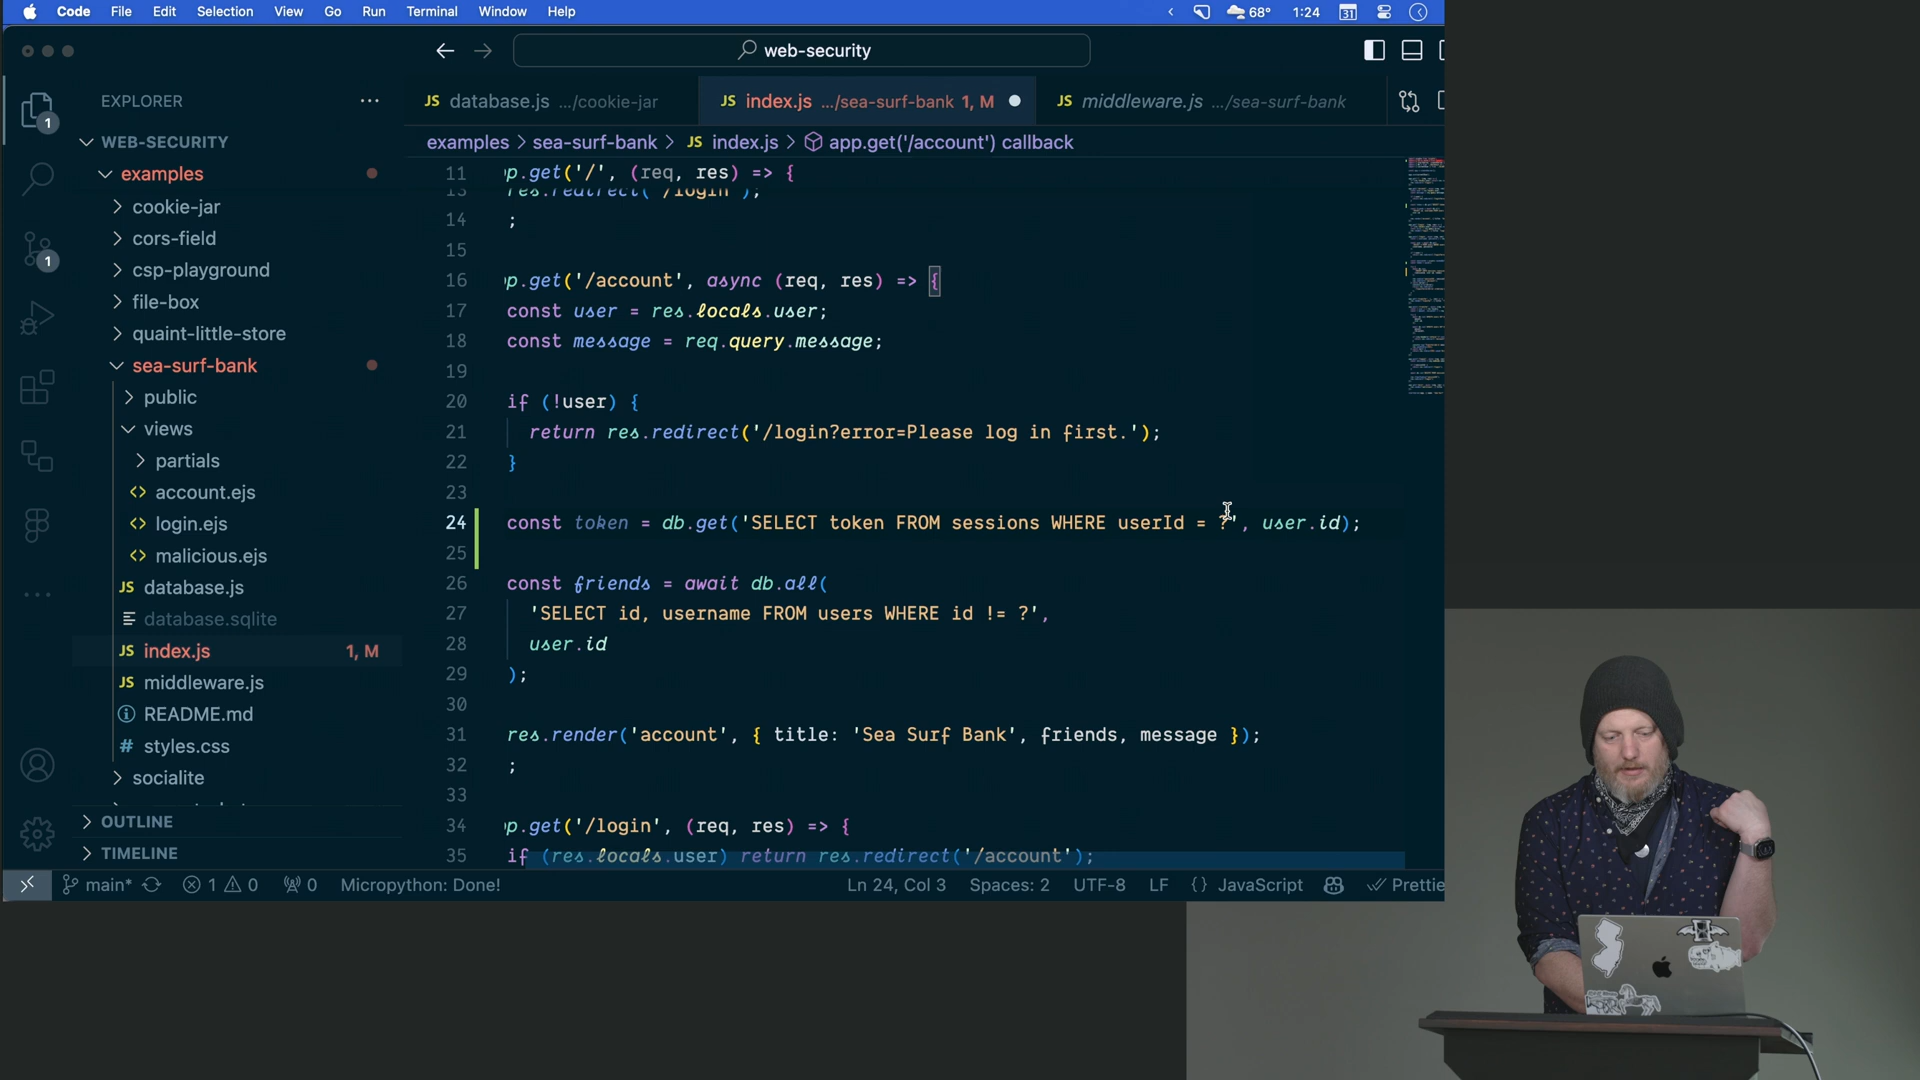 Code File Edit Selection View Go Run Terminal Window Help 68° 1:24 31
web-security
EXPLORER
JS database.js .../cookie-jar
JS index.js .../sea-surf-bank 1, M
JS middleware.js .../sea-surf-bank
examples > sea-surf-bank > JS index.js > app.get('/account') callback
1
WEB-SECURITY
examples
cookie-jar
cors-field
csp-playground
file-box
quaint-little-store
sea-surf-bank
public
views
partials
account.ejs
login.ejs
malicious.ejs
JS database.js
database.sqlite
JS index.js 1, M
JS middleware.js
README.md
# styles.css
socialite
OUTLINE
TIMELINE
1
11 p.get('/', (req, res) => {
13 res.redirect('/login');
14 ;
15
16 p.get('/account', async (req, res) => {
17 const user = res.locals.user;
18 const message = req.query.message;
19
20 if (!user) {
21 return res.redirect('/login?error=Please log in first.');
22 }
23
24 const token = db.get('SELECT token FROM sessions WHERE userId = ?', user.id);
25
26 const friends = await db.all(
27 'SELECT id, username FROM users WHERE id != ?',
28 user.id
29 );
30
31 res.render('account', { title: 'Sea Surf Bank', friends, message });
32 ;
33
34 p.get('/login', (req, res) => {
35 if (res.locals.user) return res.redirect('/account');
main* 1 0 0 Micropython: Done! Ln 24, Col 3 Spaces: 2 UTF-8 LF {} JavaScript Prettie